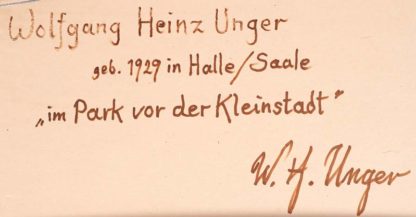 Wolfgang Heinz Unger
geb. 1929 in Halle/Saale
„im Park vor der Kleinstadt"
W. H. Unger